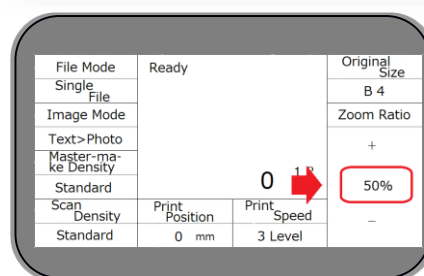 File Mode
Single
File
Image Mode
Text>Photo
Master-ma-
ke Density
Standard
Scan
Density
Standard
Ready
0
Print
Position
0 mm
Print
Speed
3 Level
Original
Size
B 4
Zoom Ratio
+
50%
−